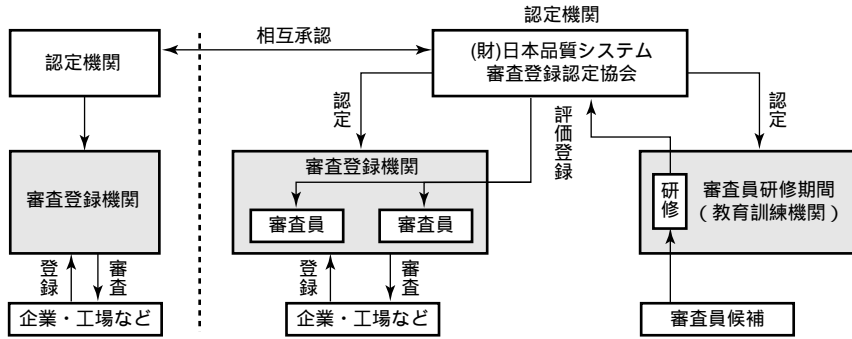 認定機関
認定機関
相互承認
(財)日本品質システム
審査登録認定協会
認定
評価登録
認定
審査登録機関
審査登録機関
審査員
審査員
研修
審査員研修期間
(教育訓練機関)
登録
審査
登録
審査
企業・工場など
企業・工場など
審査員候補